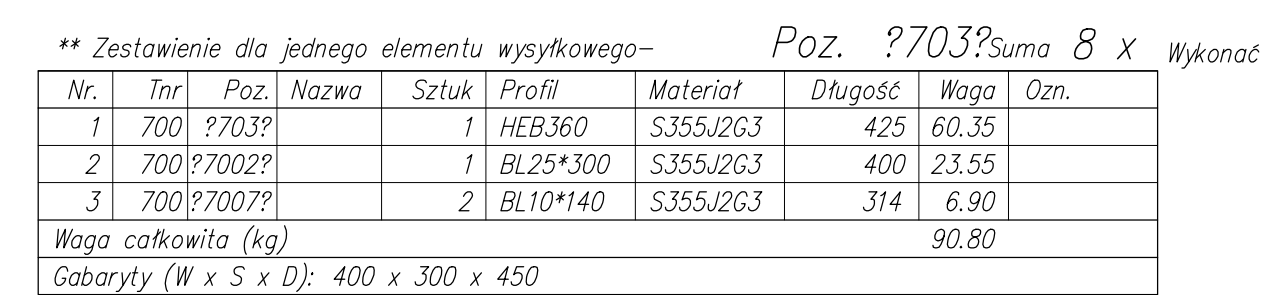 ** Zestawienie dla jednego elementu wysyłkowego– Poz. ?703? Suma 8 x Wykonać
Nr. Tnr Poz. Nazwa Sztuk Profil Materiał Długość Waga Ozn.
1 700 ?703? 1 HEB360 S355J2G3 425 60.35
2 700 ?7002? 1 BL25*300 S355J2G3 400 23.55
3 700 ?7007? 2 BL10*140 S355J2G3 314 6.90
Waga całkowita (kg) 90.80
Gabaryty (W x S x D): 400 x 300 x 450